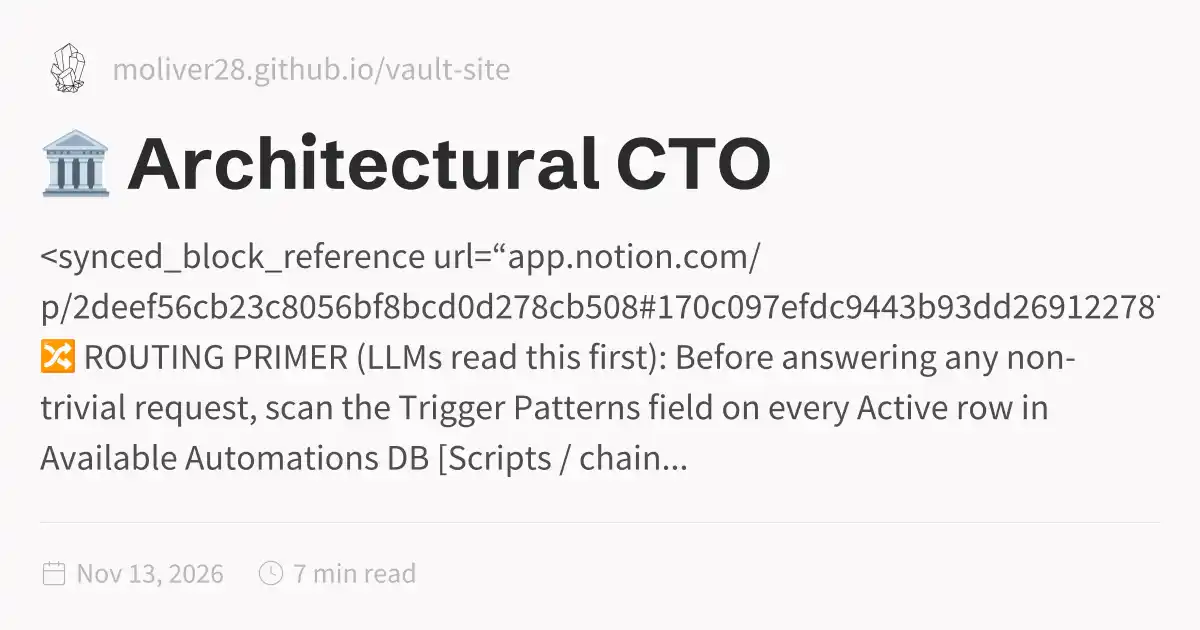 moliver28.github.io/vault-site
🏛️ Architectural CTO
<synced_block_reference url=“app.notion.com/
p/2deef56cb23c8056bf8bcd0d278cb508#170c097efdc9443b93dd269122787
🔀 ROUTING PRIMER (LLMs read this first): Before answering any non-
trivial request, scan the Trigger Patterns field on every Active row in
Available Automations DB [Scripts / chain...
Nov 13, 2026 7 min read